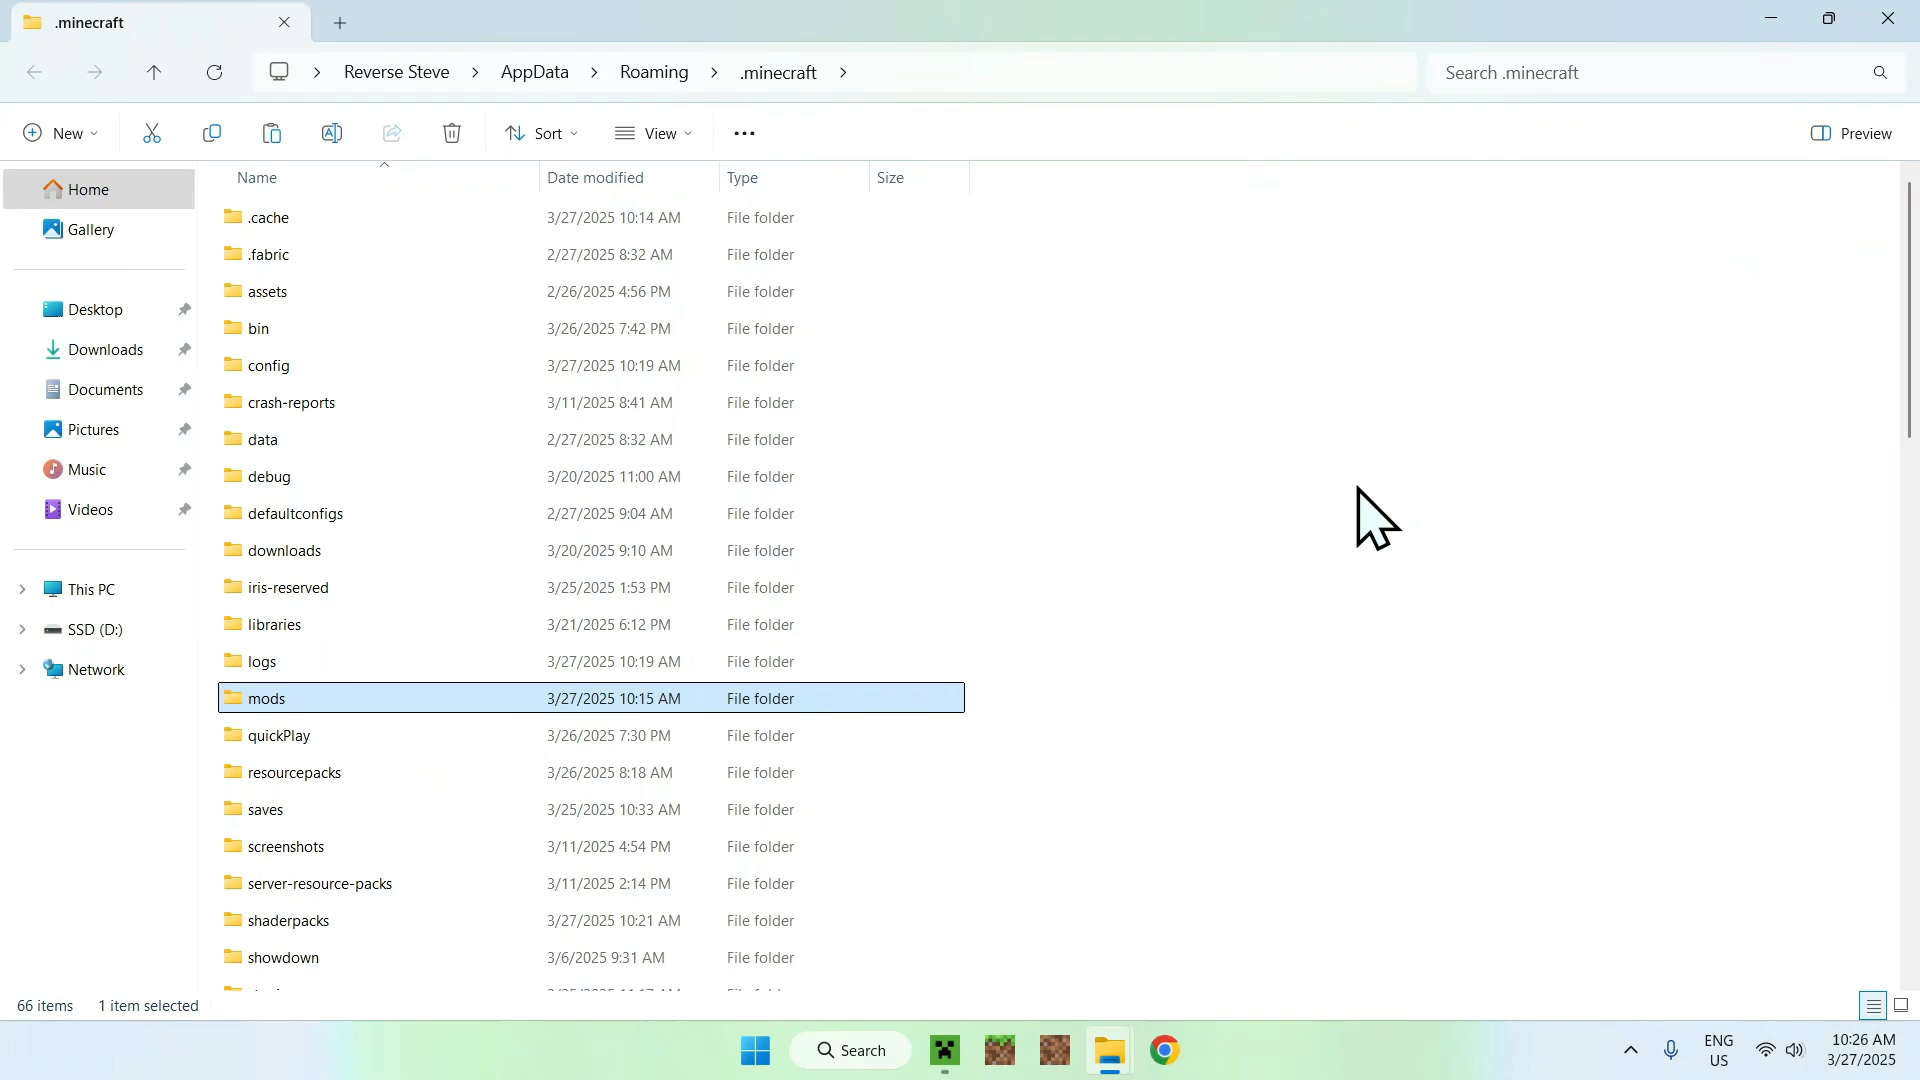 .minecraft
Reverse Steve > AppData > Roaming > .minecraft >
Search .minecraft
New
Sort
View
Preview
Name Date modified Type Size
Home
Gallery
Desktop
Downloads
Documents
Pictures
Music
Videos
This PC
SSD (D:)
Network
.cache 3/27/2025 10:14 AM File folder
.fabric 2/27/2025 8:32 AM File folder
assets 2/26/2025 4:56 PM File folder
bin 3/26/2025 7:42 PM File folder
config 3/27/2025 10:19 AM File folder
crash-reports 3/11/2025 8:41 AM File folder
data 2/27/2025 8:32 AM File folder
debug 3/20/2025 11:00 AM File folder
defaultconfigs 2/27/2025 9:04 AM File folder
downloads 3/20/2025 9:10 AM File folder
iris-reserved 3/25/2025 1:53 PM File folder
libraries 3/21/2025 6:12 PM File folder
logs 3/27/2025 10:19 AM File folder
mods 3/27/2025 10:15 AM File folder
quickPlay 3/26/2025 7:30 PM File folder
resourcepacks 3/26/2025 8:18 AM File folder
saves 3/25/2025 10:33 AM File folder
screenshots 3/11/2025 4:54 PM File folder
server-resource-packs 3/11/2025 2:14 PM File folder
shaderpacks 3/27/2025 10:21 AM File folder
showdown 3/6/2025 9:31 AM File folder
66 items 1 item selected
Search
ENG
US
10:26 AM
3/27/2025